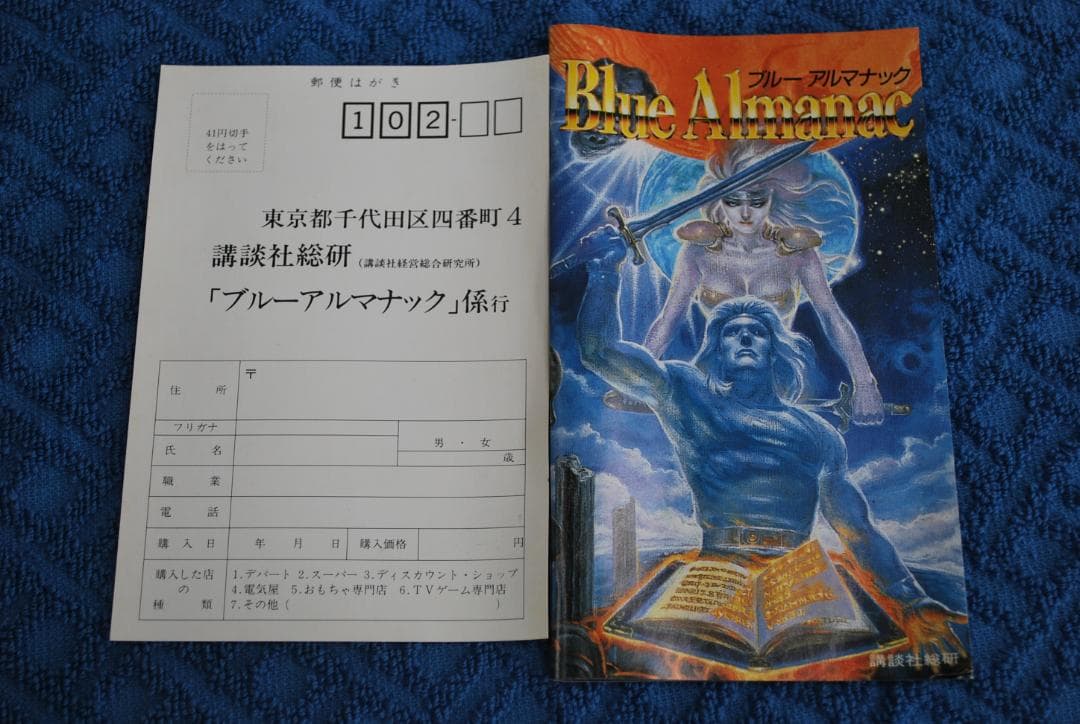 郵便はがき
41円切手
をはって
ください
102-
東京都千代田区四番町4
講談社総研(講談社経営総合研究所)
「ブルーアルマナック」係行
住所
〒
フリガナ
氏名
男・女
歳
職業
電話
購入日 年 月 日 購入価格 円
購入した店
の
種類
1.デパート 2.スーパー 3.ディスカウント・ショップ
4.電気屋 5.おもちゃ専門店 6.TVゲーム専門店
7.その他( )
ブルー アルマナック
Blue Almanac
講談社総研